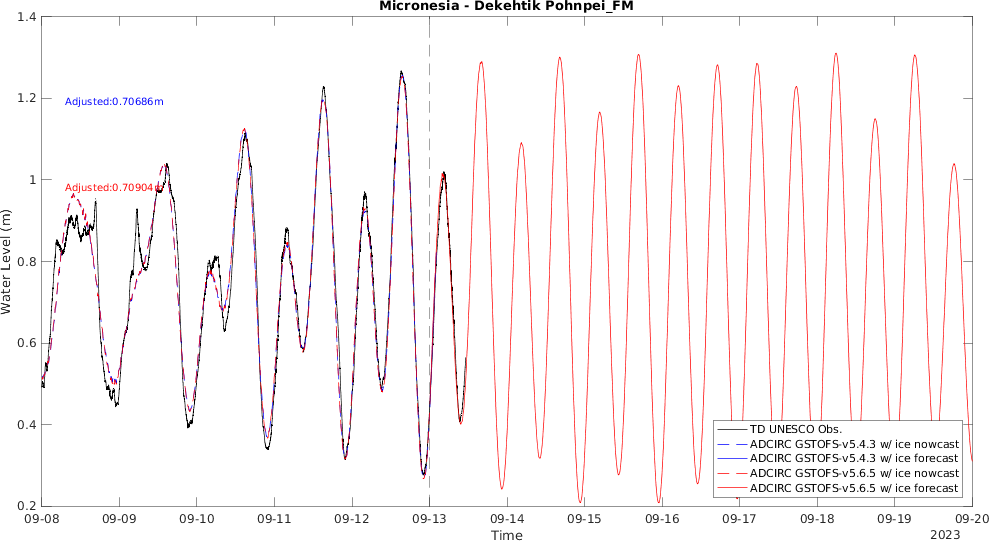 Micronesia - Dekehtik Pohnpei_FM
1.4
1.2
1
0.8
0.6
0.4
0.2
Water Level (m)
Adjusted:0.70686m
Adjusted:0.70904m
TD UNESCO Obs.
ADCIRC GSTOFS-v5.4.3 w/ ice nowcast
ADCIRC GSTOFS-v5.4.3 w/ ice forecast
ADCIRC GSTOFS-v5.6.5 w/ ice nowcast
ADCIRC GSTOFS-v5.6.5 w/ ice forecast
09-08 09-09 09-10 09-11 09-12 09-13 09-14 09-15 09-16 09-17 09-18 09-19 09-20
Time
2023